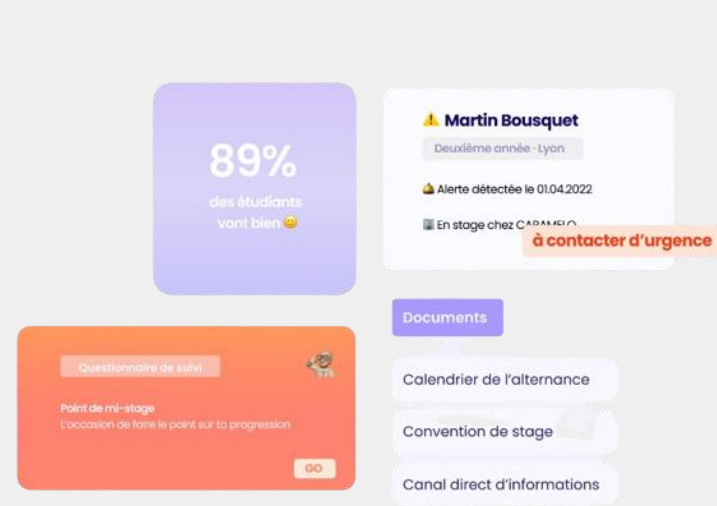 89%
des étudiants
vont bien
Martin Bousquet
Deuxième année · Lyon
Alerte détectée le 01.04.2022
En stage chez CARAMELO
à contacter d'urgence
Questionnaire de suivi
Point de mi-stage
L'occasion de faire le point sur ta progression
GO
Documents
Calendrier de l'alternance
Convention de stage
Canal direct d'informations